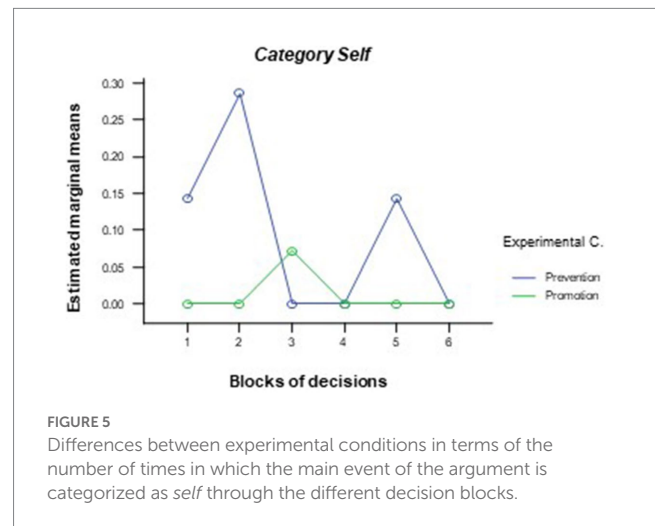 Category Self
0.30
0.25
0.20
0.15
0.10
0.05
0.00
Estimated marginal means
1 2 3 4 5 6
Blocks of decisions
Experimental C.
Prevention
Promotion
FIGURE 5
Differences between experimental conditions in terms of the
number of times in which the main event of the argument is
categorized as self through the different decision blocks.